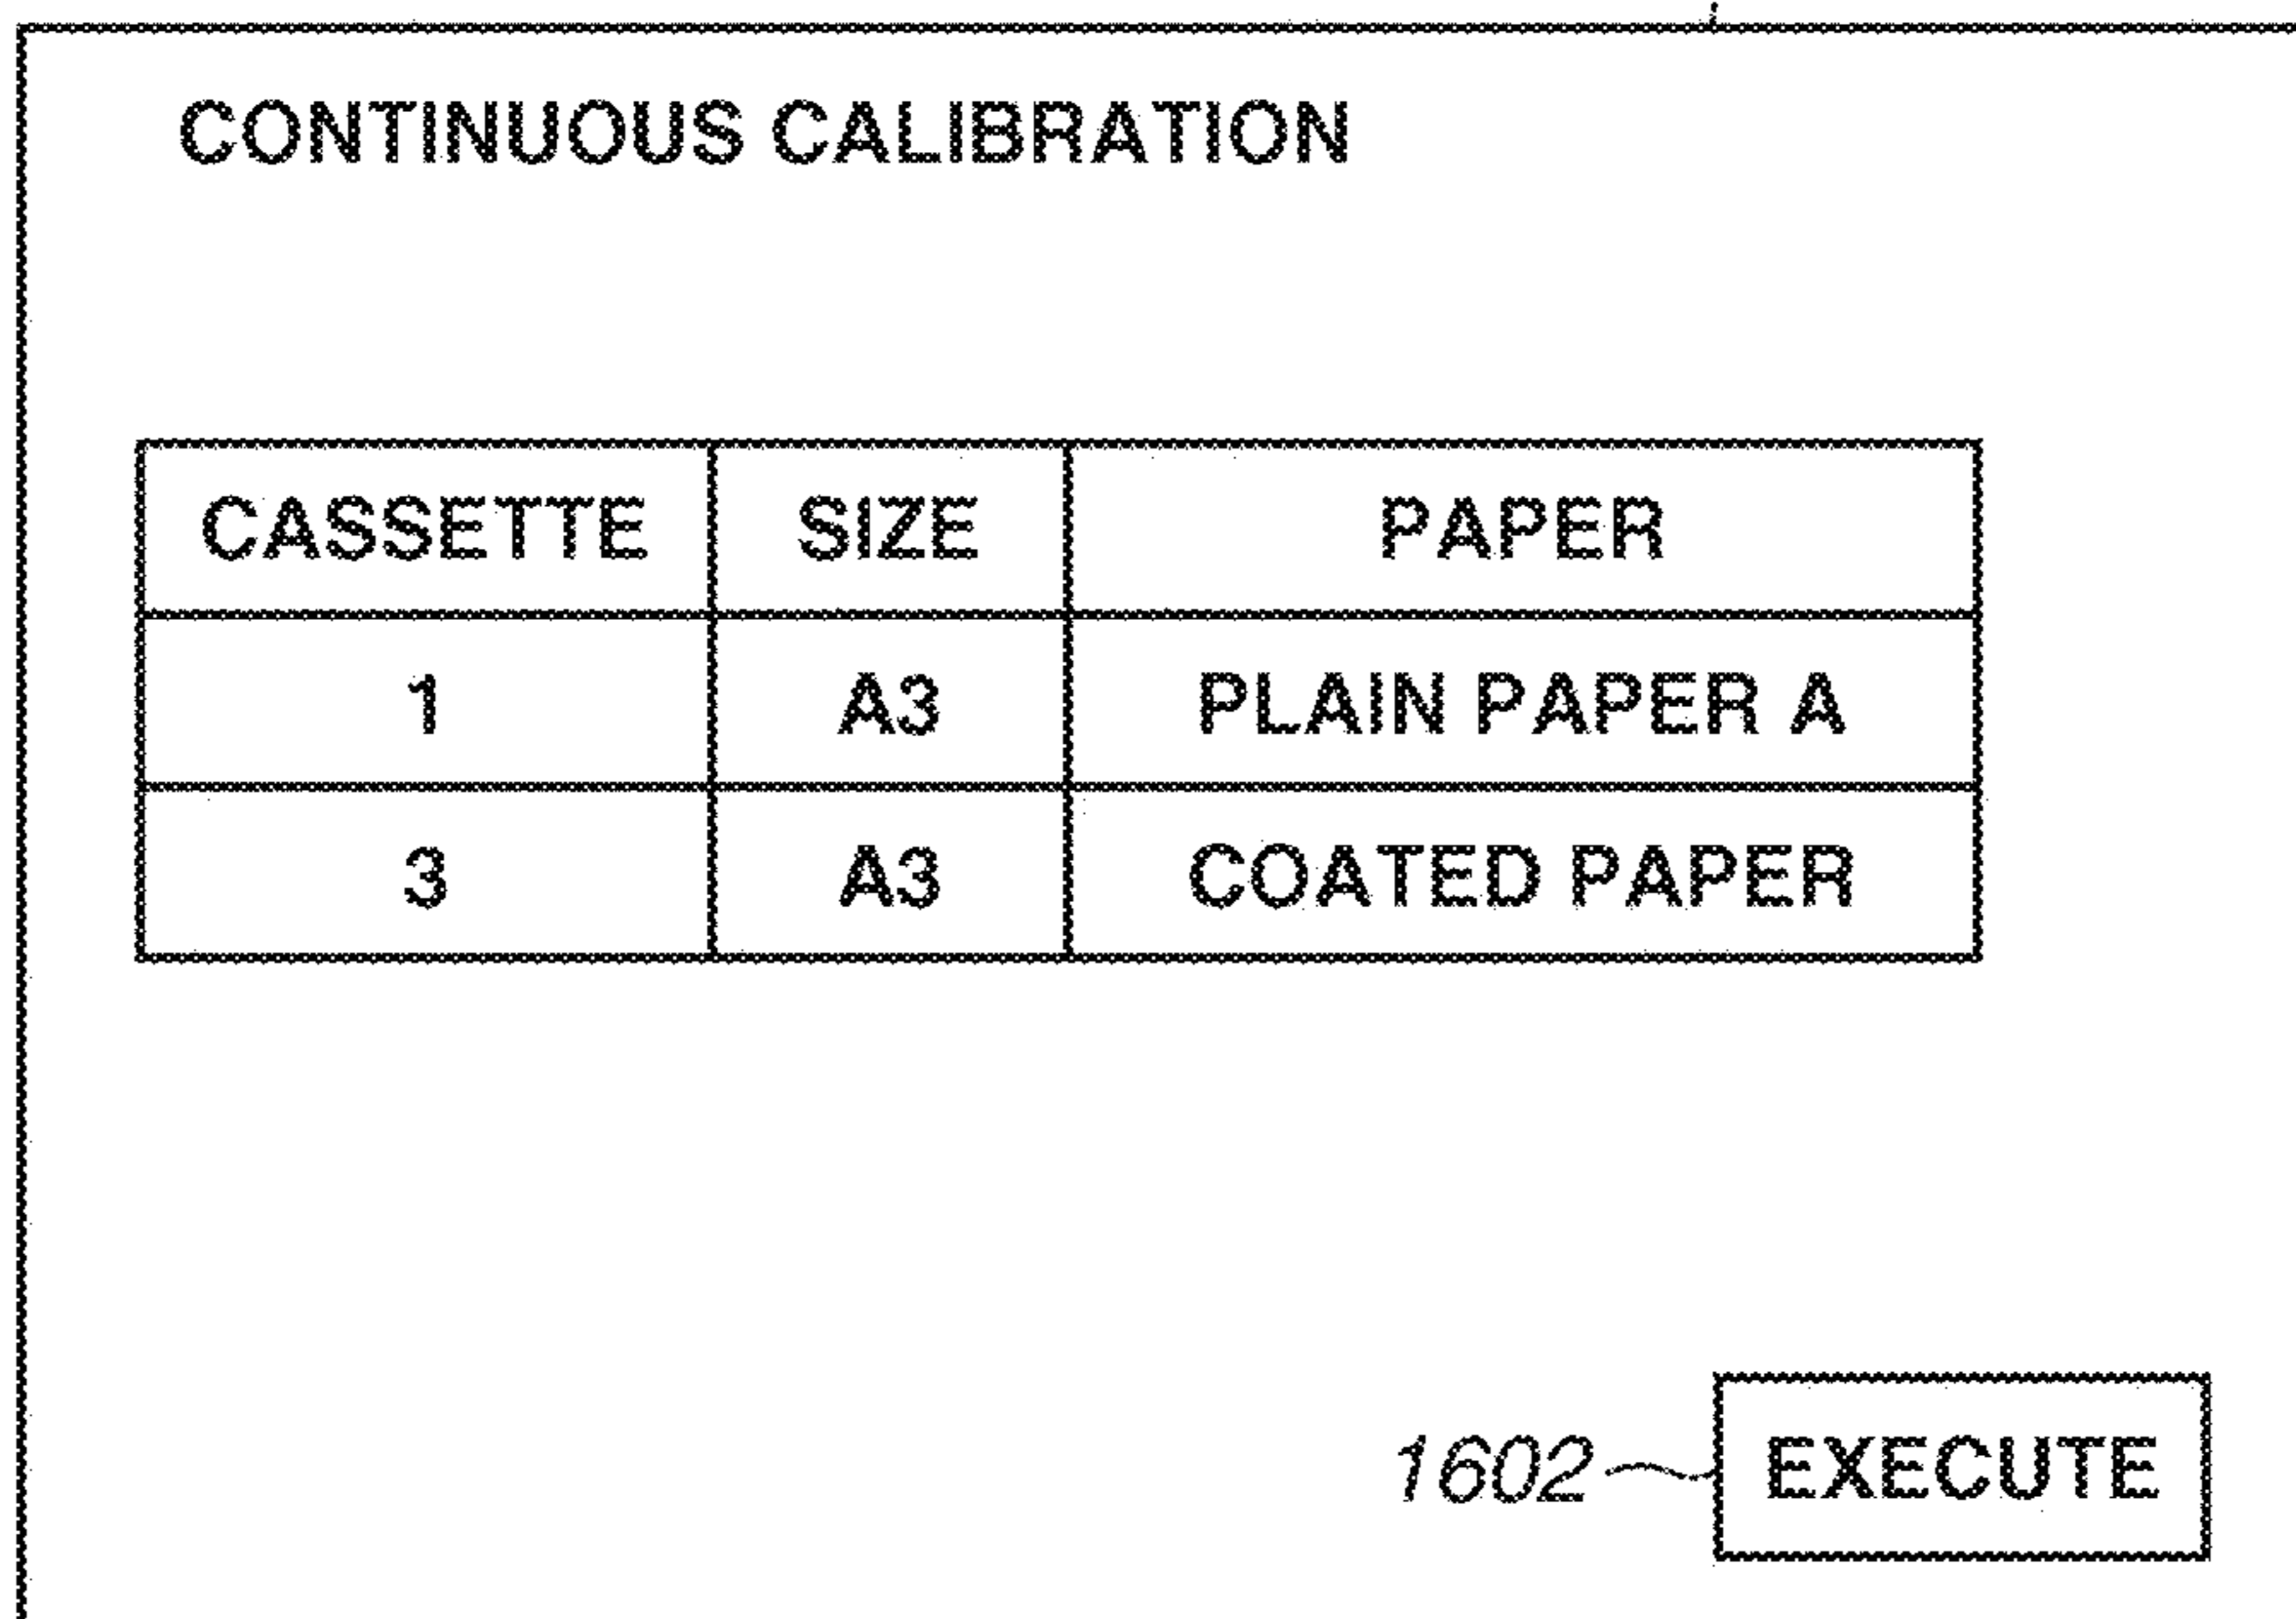 CONTINUOUS CALIBRATION
CASSETTE SIZE PAPER
1 A3 PLAIN PAPER A
3 A3 COATED PAPER
1602 EXECUTE